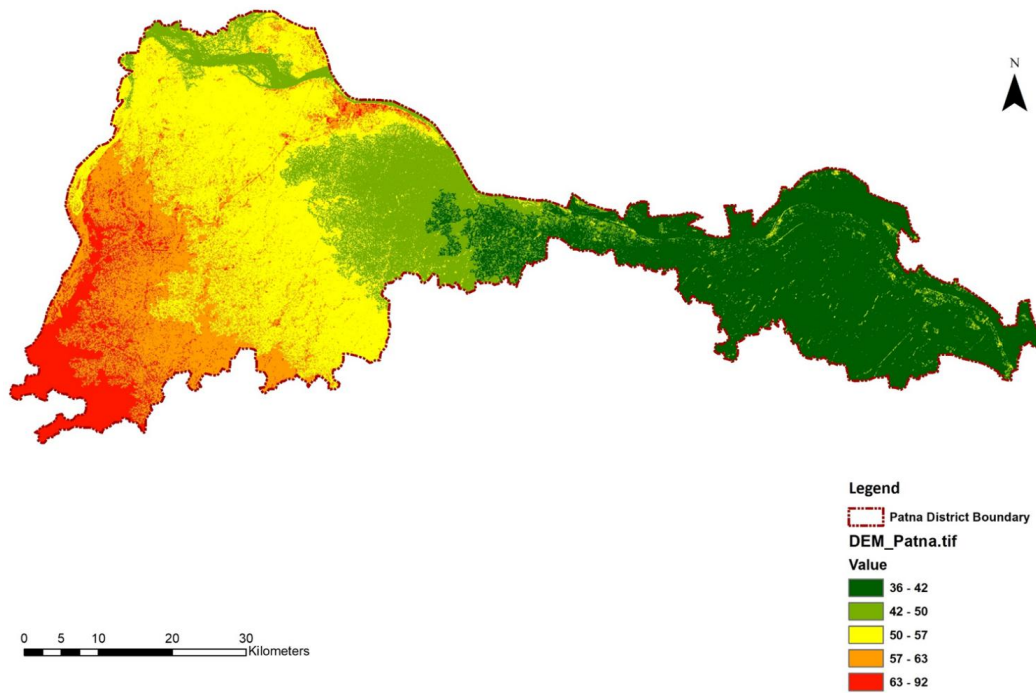 N
Legend
Patna District Boundary
DEM_Patna.tif
Value
36 - 42
42 - 50
50 - 57
57 - 63
63 - 92
0 5 10 20 30
Kilometers